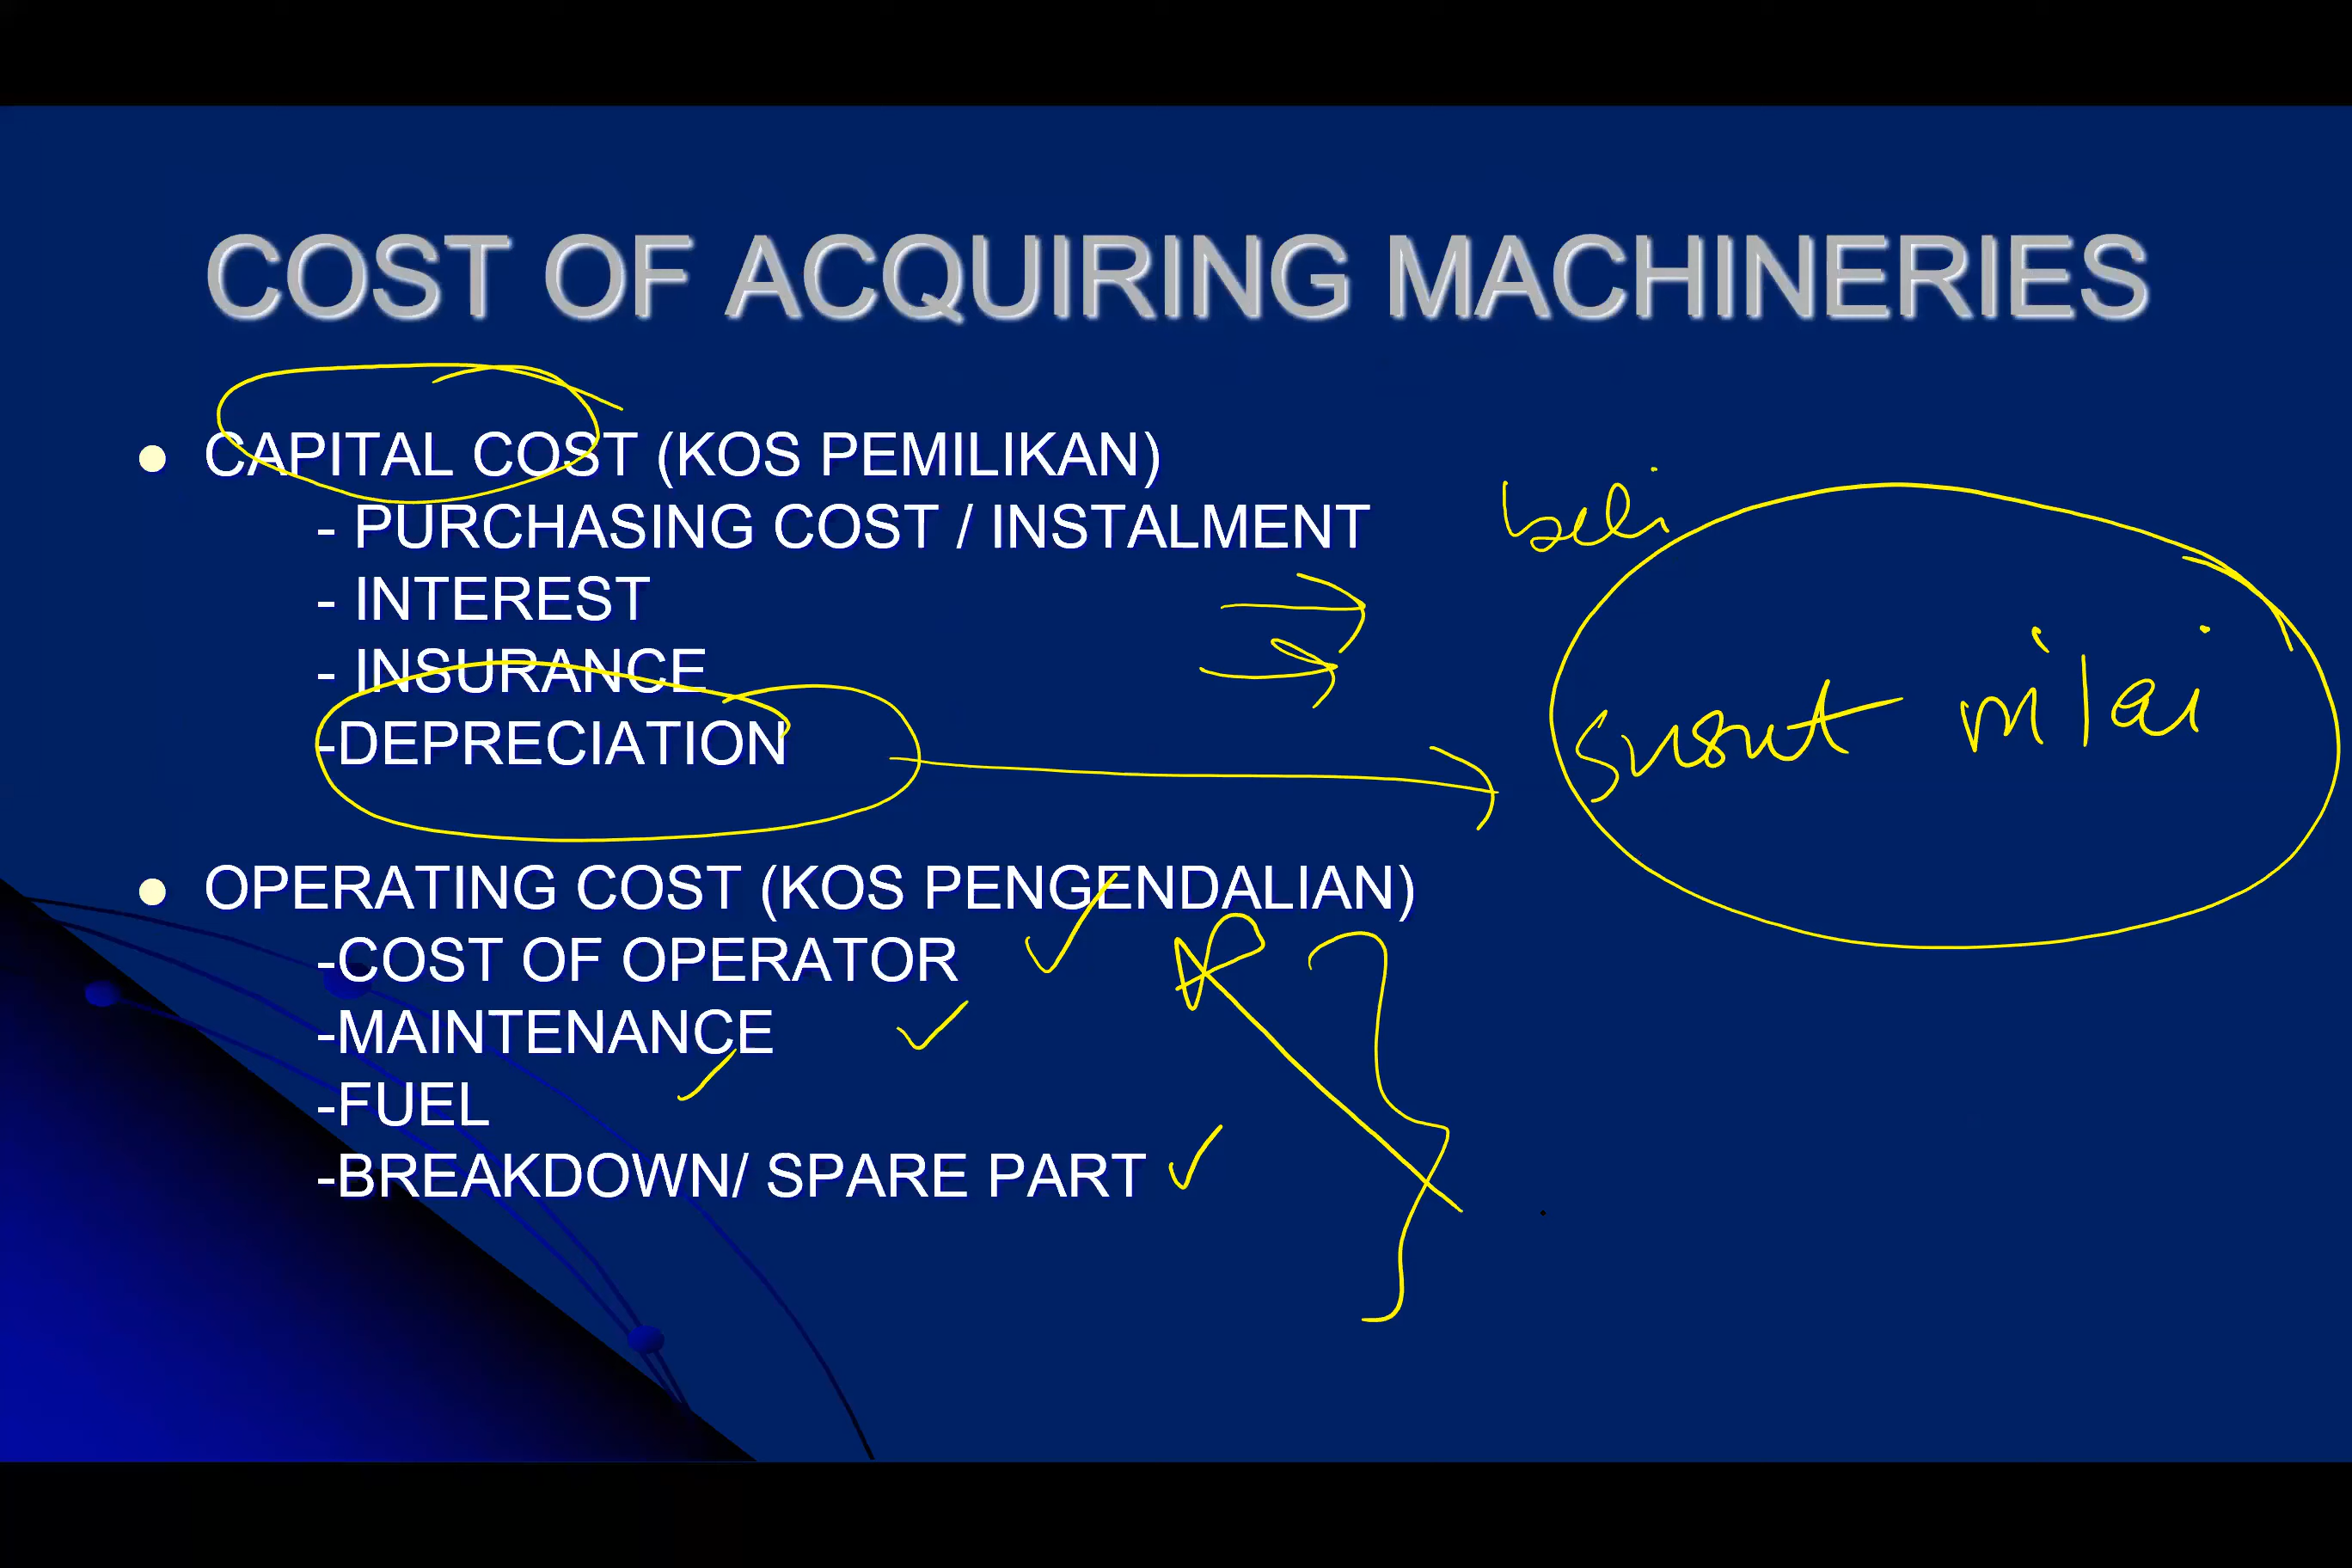 COST OF ACQUIRING MACHINERIES
CAPITAL COST (KOS PEMILIKAN)
- PURCHASING COST / INSTALMENT
beli
- INTEREST
- INSURANCE
-DEPRECIATION
susut nilai
OPERATING COST (KOS PENGENDALIAN)
-COST OF OPERATOR
-MAINTENANCE
-FUEL
-BREAKDOWN/ SPARE PART